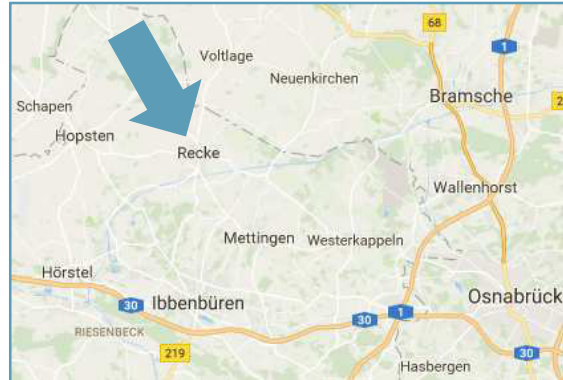 68
Voltlage
1
Neuenkirchen
Bramsche
Schapen
2
Hopsten
Recke
Wallenhorst
Mettingen
Westerkappeln
Hörstel
30
Ibbenbüren
Osnabrück
1
30
RIESENBECK
219
30
Hasbergen